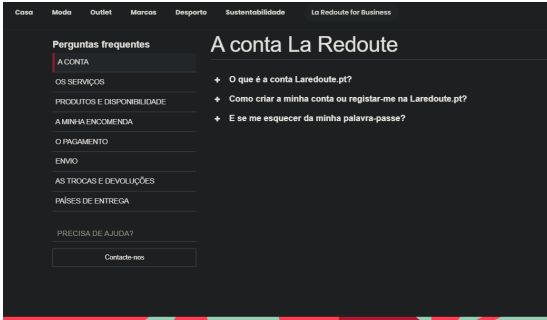 Casa Moda Outlet Marcas Desporto Sustentabilidade La Redoute for Business
Perguntas frequentes
A CONTA
OS SERVIÇOS
PRODUTOS E DISPONIBILIDADE
A MINHA ENCOMENDA
O PAGAMENTO
ENVIO
AS TROCAS E DEVOLUÇÕES
PAÍSES DE ENTREGA
PRECISA DE AJUDA?
Contacte-nos
A conta La Redoute
+ O que é a conta Laredoute.pt?
+ Como criar a minha conta ou registar-me na Laredoute.pt?
+ E se me esquecer da minha palavra-passe?